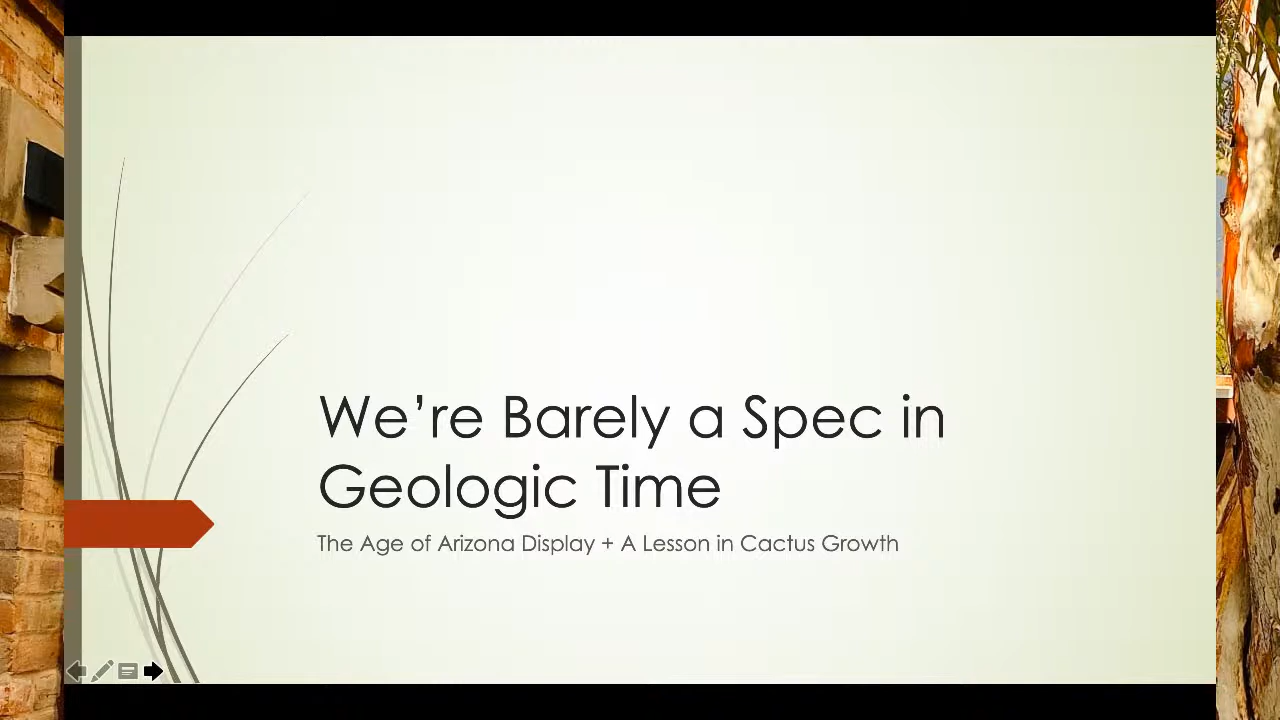 We’re Barely a Spec in
Geologic Time
The Age of Arizona Display + A Lesson in Cactus Growth